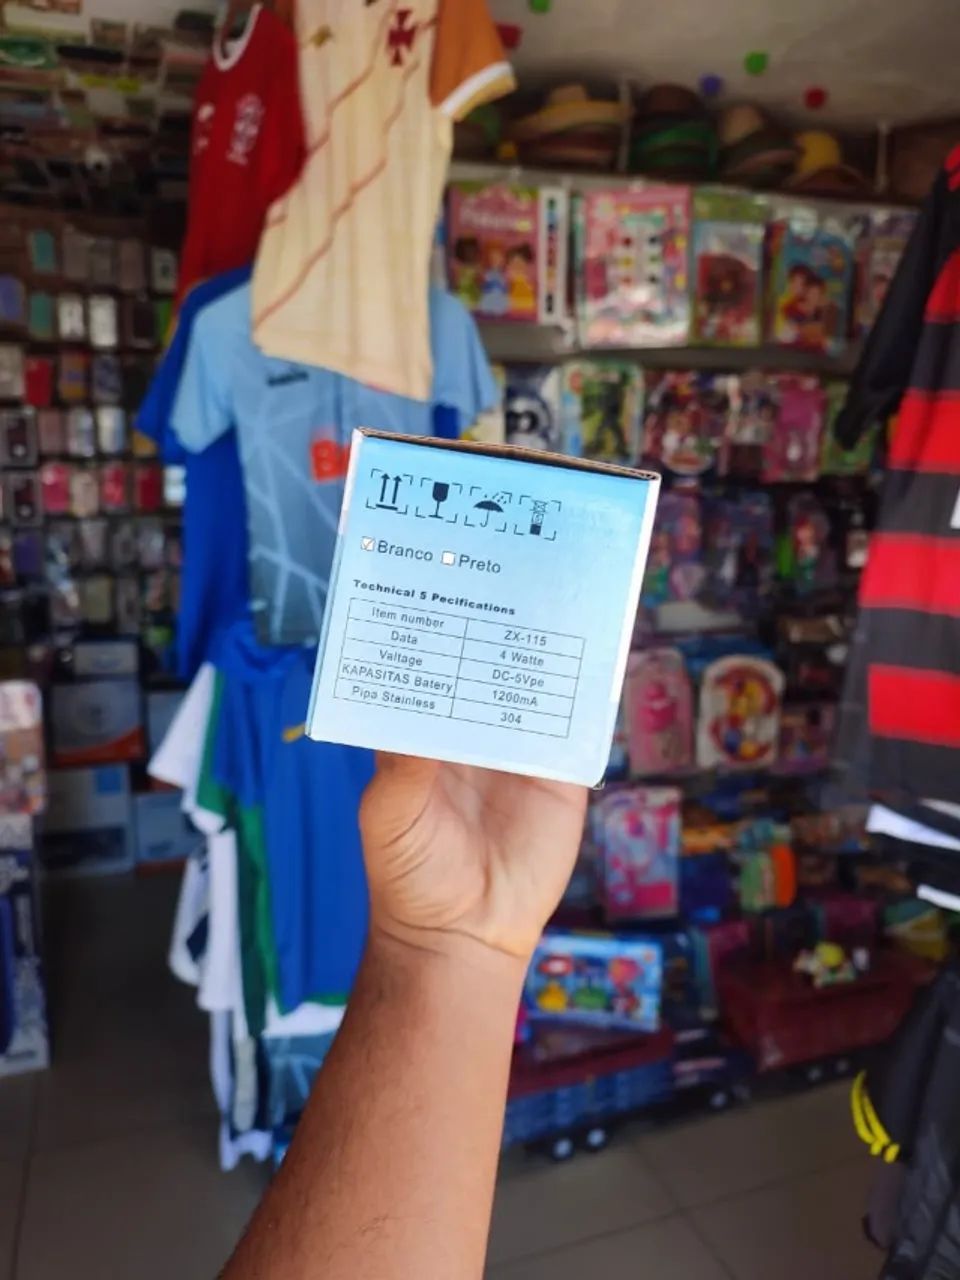 ☑ Branco ☐ Preto
Technical S Pecifications
Item number ZX-115
Data 4 Watte
Valtage DC-5Vpe
KAPASITAS Batery 1200mA
Pipa Stainless 304